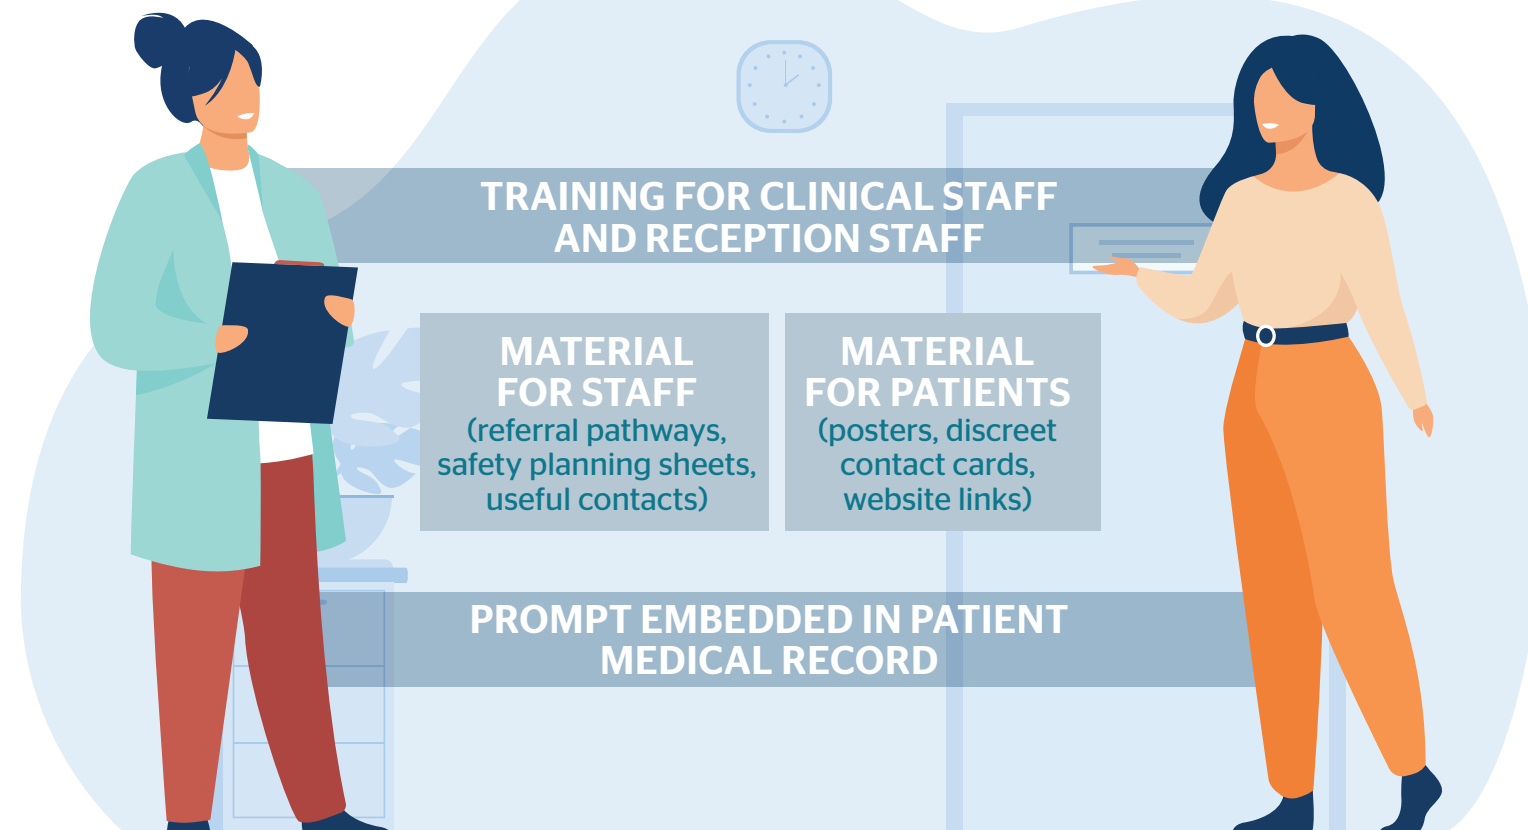 TRAINING FOR CLINICAL STAFF
AND RECEPTION STAFF
MATERIAL
FOR STAFF
(referral pathways,
safety planning sheets,
useful contacts)
MATERIAL
FOR PATIENTS
(posters, discreet
contact cards,
website links)
PROMPT EMBEDDED IN PATIENT
MEDICAL RECORD